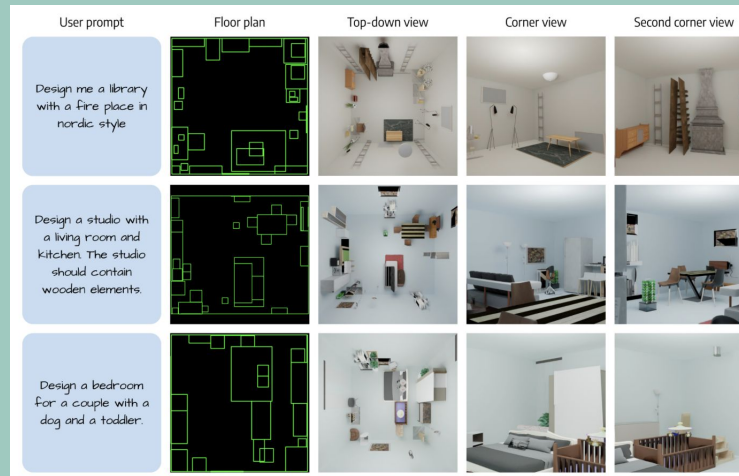 User prompt
Floor plan
Top-down view
Corner view
Second corner view
Design me a library
with a fire place in
nordic style
Design a studio with
a living room and
kitchen. The studio
should contain
wooden elements.
Design a bedroom
for a couple with a
dog and a toddler.